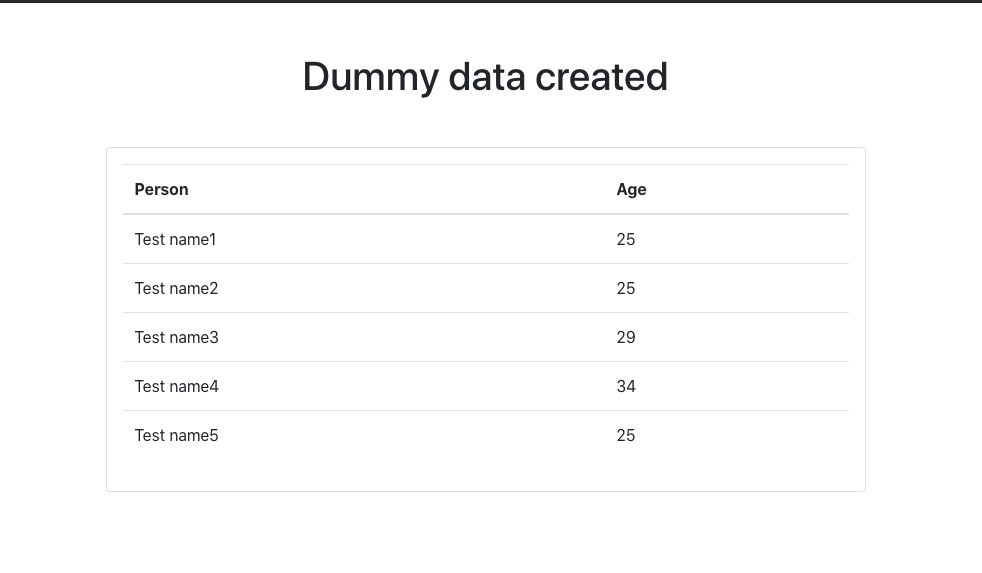 Dummy data created
Person Age
Test name1 25
Test name2 25
Test name3 29
Test name4 34
Test name5 25